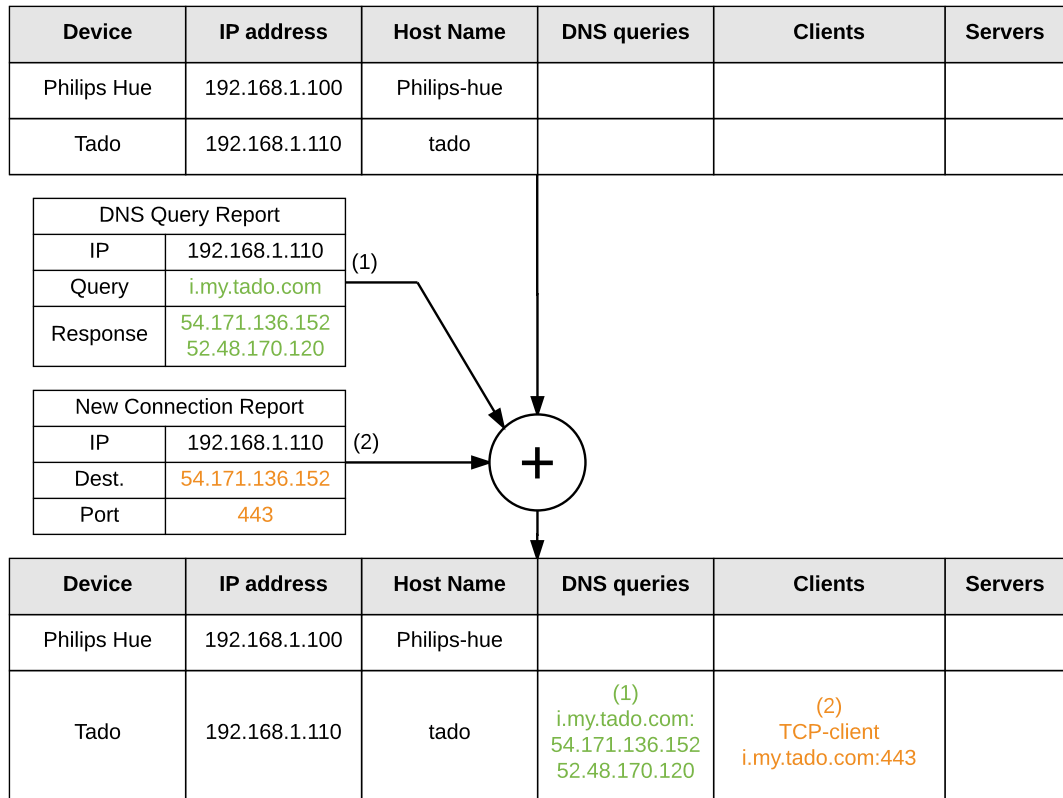 Device IP address Host Name DNS queries Clients Servers
Philips Hue 192.168.1.100 Philips-hue
Tado 192.168.1.110 tado
DNS Query Report
IP 192.168.1.110
(1)
Query i.my.tado.com
Response 54.171.136.152
52.48.170.120
New Connection Report
IP 192.168.1.110
(2)
Dest. 54.171.136.152
Port 443
+
Device IP address Host Name DNS queries Clients Servers
Philips Hue 192.168.1.100 Philips-hue
Tado 192.168.1.110 tado
(1)
i.my.tado.com:
54.171.136.152
52.48.170.120
(2)
TCP-client
i.my.tado.com:443